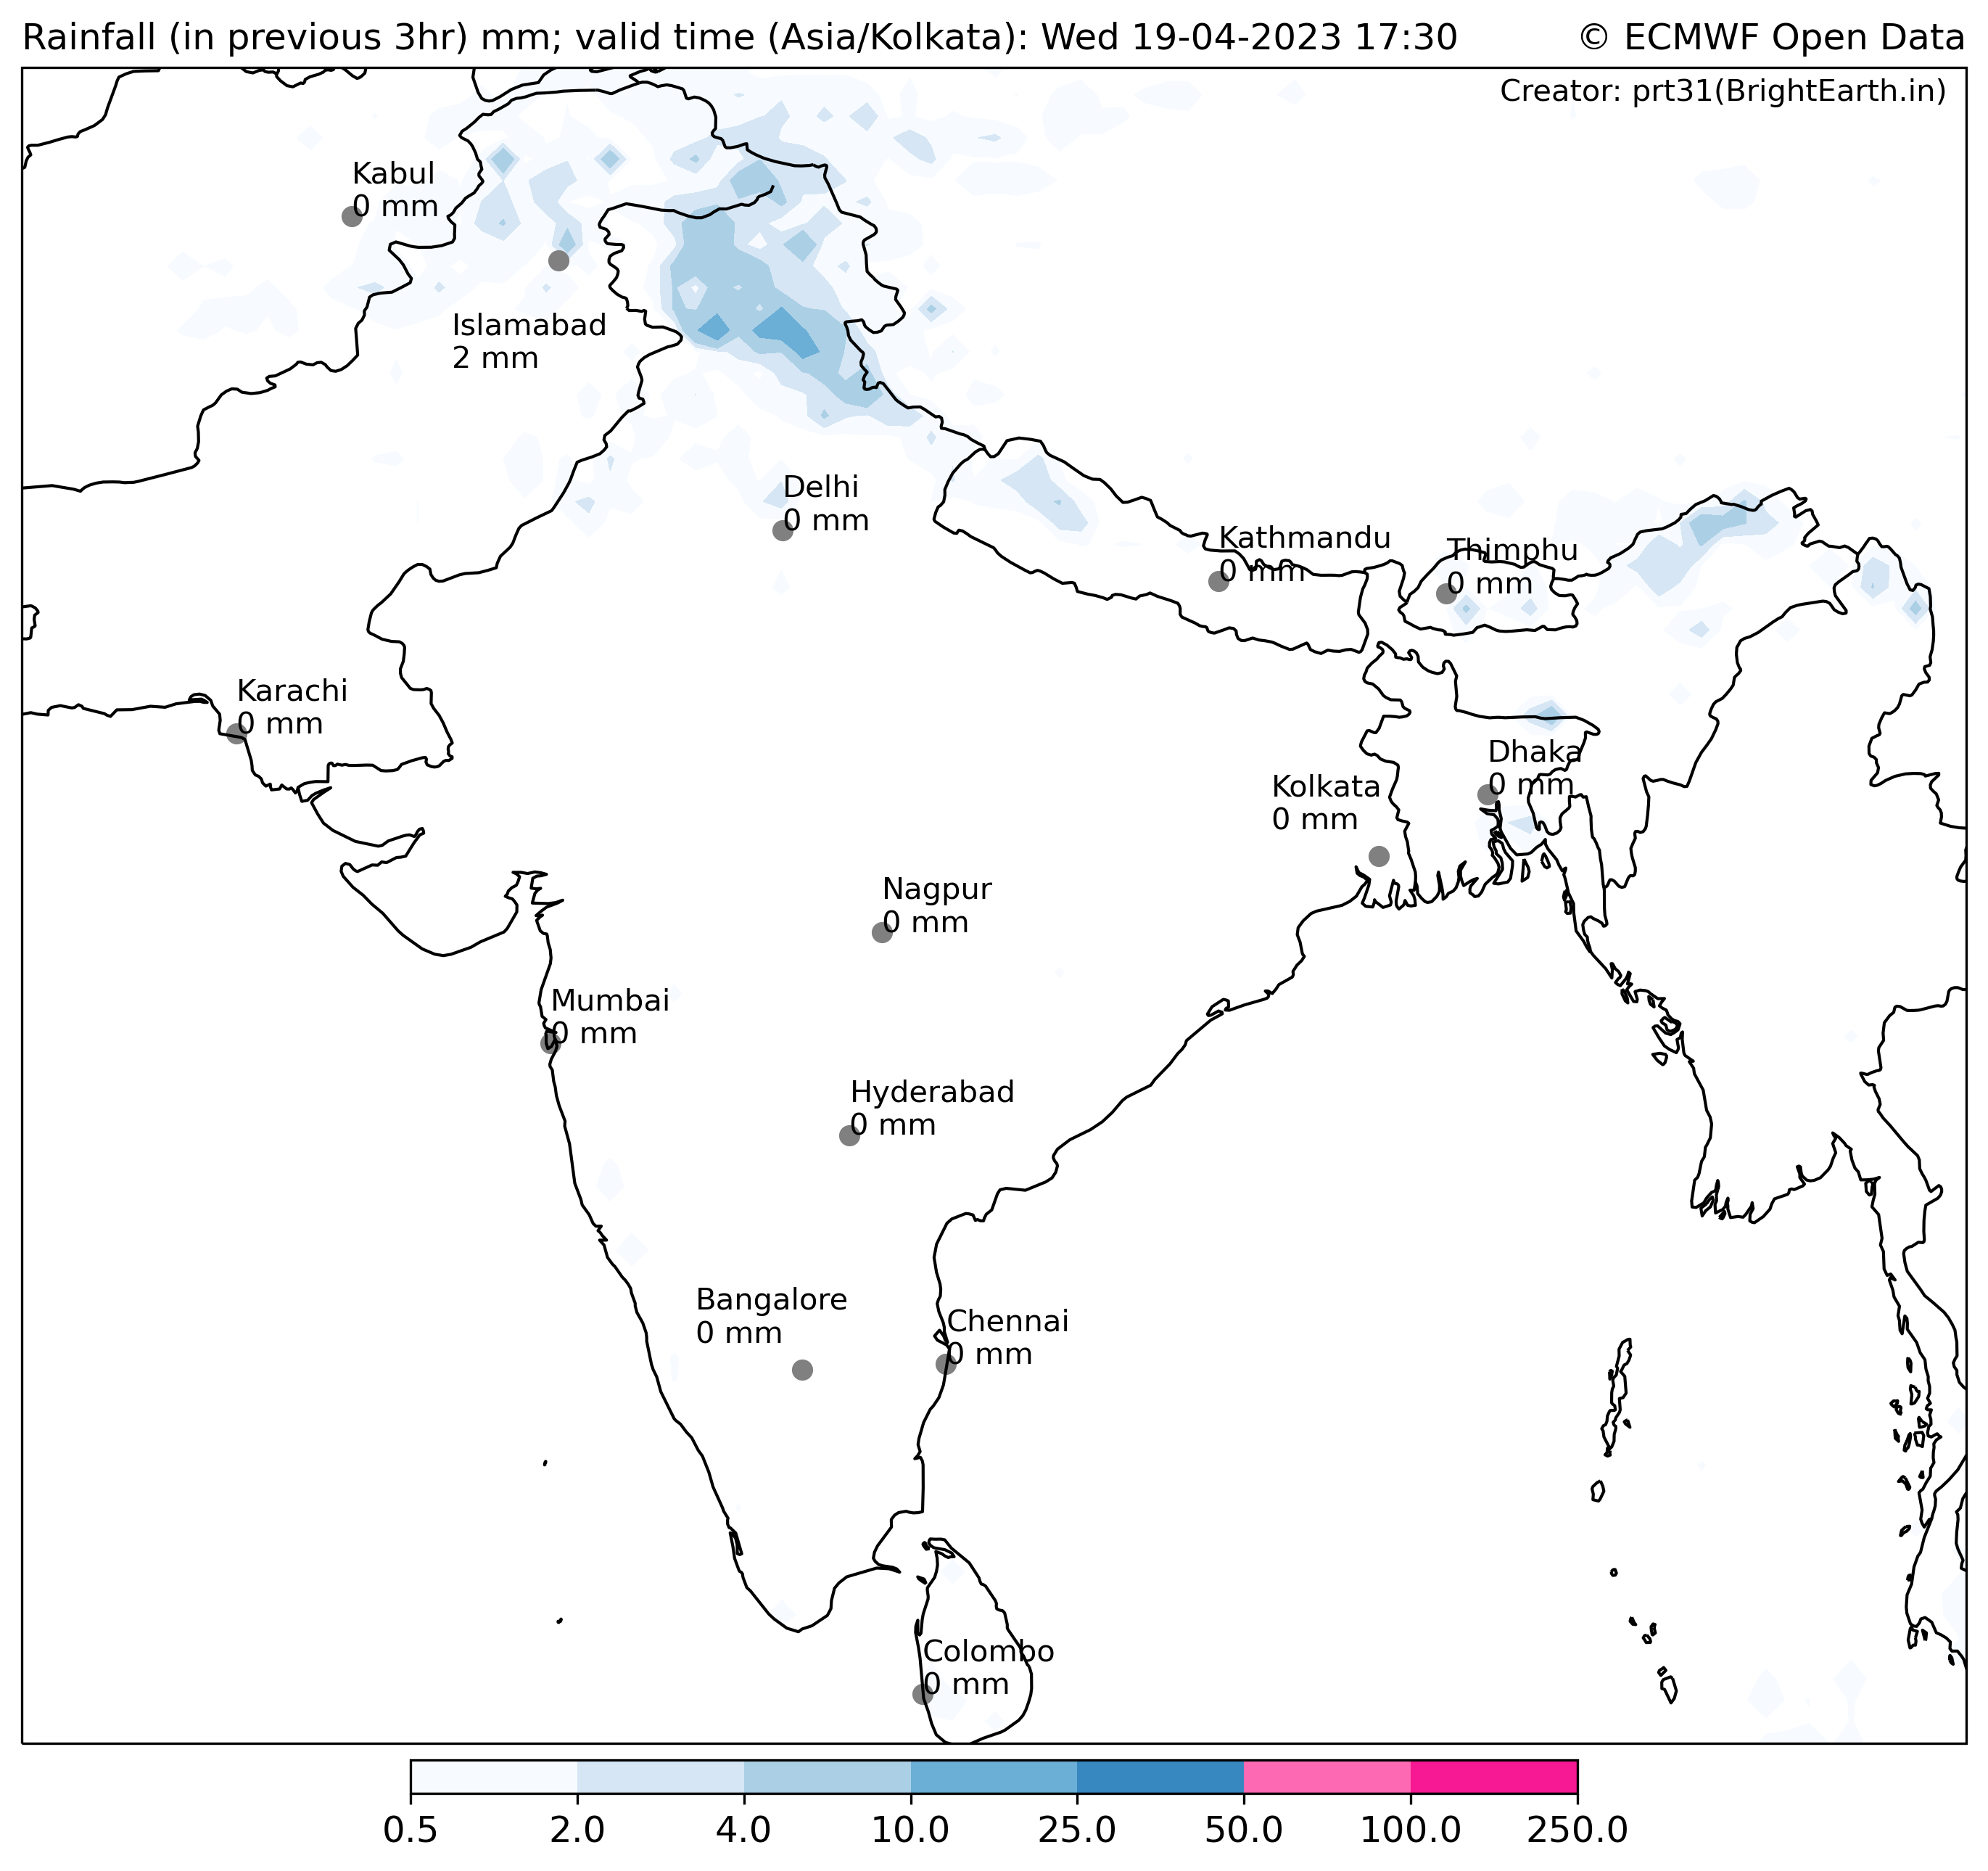 Rainfall (in previous 3hr) mm; valid time (Asia/Kolkata): Wed 19-04-2023 17:30
© ECMWF Open Data
Creator: prt31(BrightEarth.in)
Kabul
0 mm
Islamabad
2 mm
Delhi
0 mm
Kathmandu
0 mm
Thimphu
0 mm
Karachi
0 mm
Dhaka
0 mm
Kolkata
0 mm
Nagpur
0 mm
Mumbai
0 mm
Hyderabad
0 mm
Bangalore
0 mm
Chennai
0 mm
Colombo
0 mm
0.5 2.0 4.0 10.0 25.0 50.0 100.0 250.0